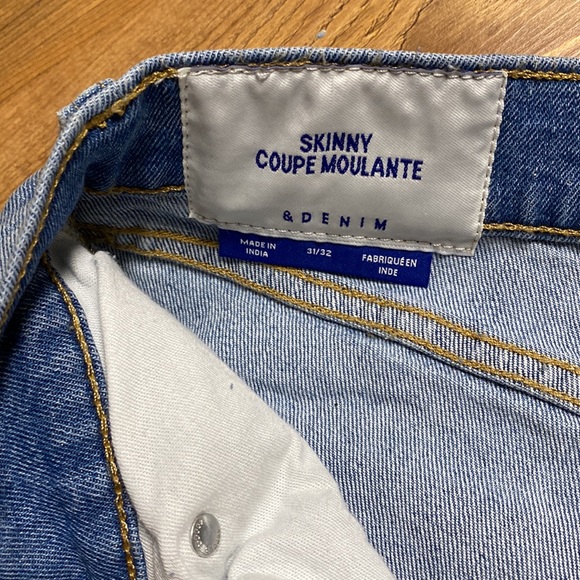 SKINNY
COUPE MOULANTE
& DENIM
MADE IN
INDIA
31/32
FABRIQUÉ EN
INDE